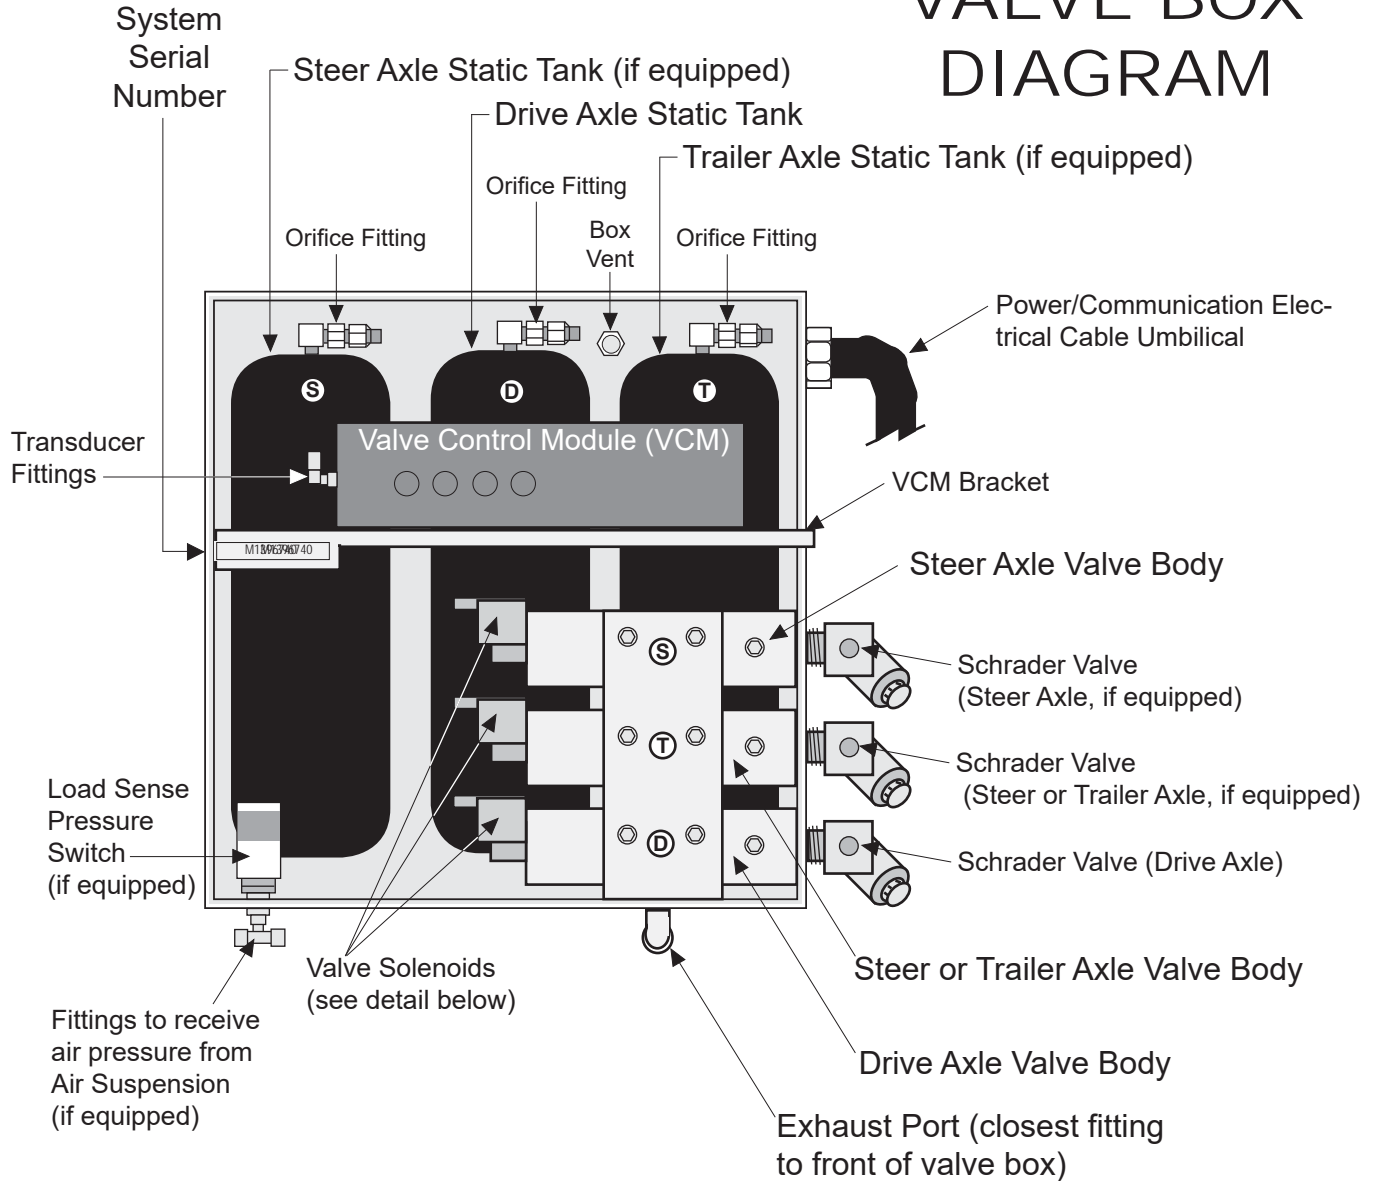 VALVE BOX
DIAGRAM
System
Serial
Number
Steer Axle Static Tank (if equipped)
Drive Axle Static Tank
Trailer Axle Static Tank (if equipped)
Orifice Fitting
Orifice Fitting
Box
Vent
Orifice Fitting
Power/Communication Elec-
trical Cable Umbilical
S
D
T
Transducer
Fittings
Valve Control Module (VCM)
VCM Bracket
Steer Axle Valve Body
S
Schrader Valve
(Steer Axle, if equipped)
T
Schrader Valve
(Steer or Trailer Axle, if equipped)
Load Sense
Pressure
Switch
(if equipped)
D
Schrader Valve (Drive Axle)
Valve Solenoids
(see detail below)
Steer or Trailer Axle Valve Body
Fittings to receive
air pressure from
Air Suspension
(if equipped)
Drive Axle Valve Body
Exhaust Port (closest fitting
to front of valve box)